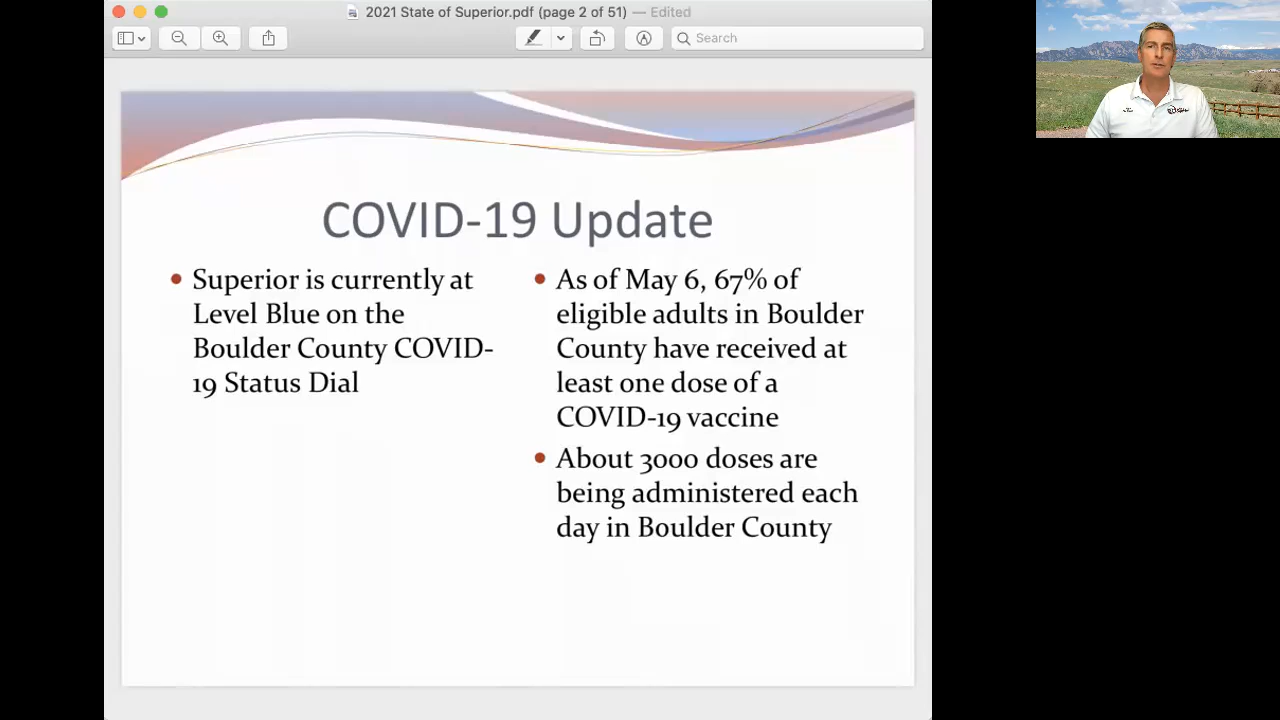 2021 State of Superior.pdf (page 2 of 51) — Edited
Search
COVID-19 Update
• Superior is currently at
Level Blue on the
Boulder County COVID-
19 Status Dial
• As of May 6, 67% of
eligible adults in Boulder
County have received at
least one dose of a
COVID-19 vaccine
• About 3000 doses are
being administered each
day in Boulder County